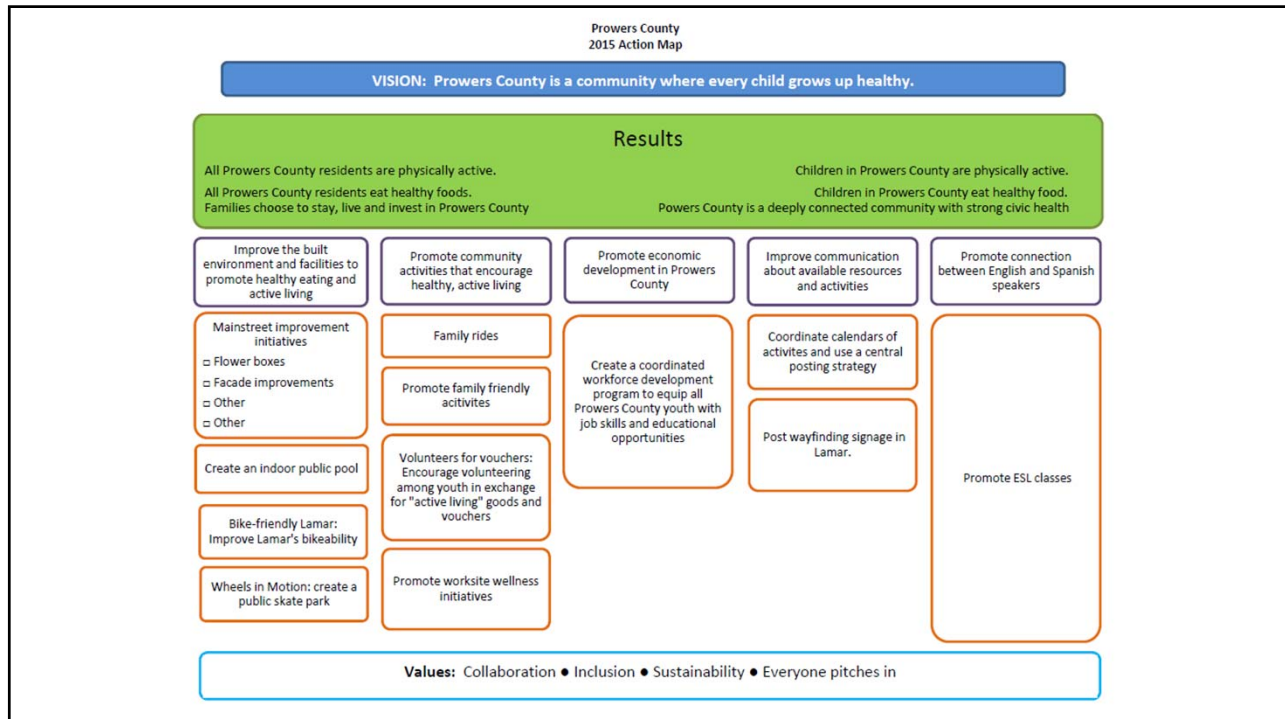 Prowers County
2015 Action Map
VISION: Prowers County is a community where every child grows up healthy.
Results
All Prowers County residents are physically active.
Children in Prowers County are physically active.
All Prowers County residents eat healthy foods.
Children in Prowers County eat healthy food.
Families choose to stay, live and invest in Prowers County
Powers County is a deeply connected community with strong civic health
Improve the built
environment and facilities to
promote healthy eating and
active living
Promote community
activities that encourage
healthy, active living
Promote economic
development in Prowers
County
Improve communication
about available resources
and activities
Promote connection
between English and Spanish
speakers
Mainstreet improvement
initiatives
□ Flower boxes
□ Facade improvements
□ Other
□ Other
Create an indoor public pool
Bike-friendly Lamar:
Improve Lamar's bikeability
Wheels in Motion: create a
public skate park
Family rides
Promote family friendly
acitivites
Volunteers for vouchers:
Encourage volunteering
among youth in exchange
for "active living" goods and
vouchers
Promote worksite wellness
initiatives
Create a coordinated
workforce development
program to equip all
Prowers County youth with
job skills and educational
opportunities
Coordinate calendars of
activites and use a central
posting strategy
Post wayfinding signage in
Lamar.
Promote ESL classes
Values: Collaboration ● Inclusion ● Sustainability ● Everyone pitches in